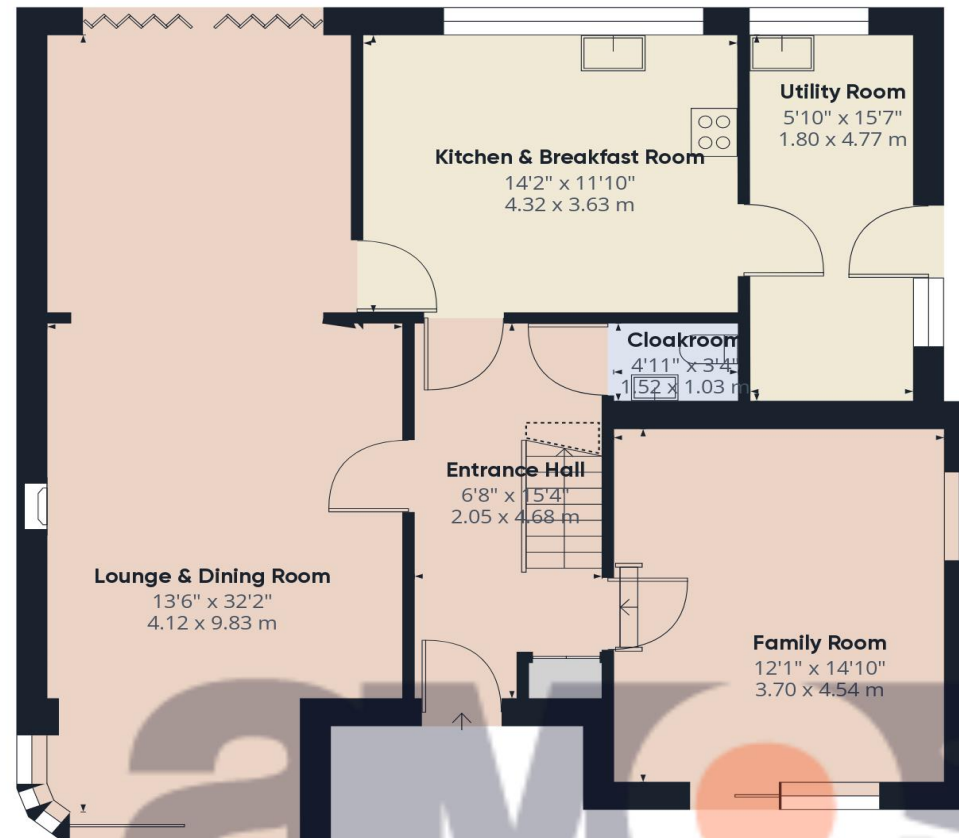 Utility Room
5'10" x 15'7"
1.80 x 4.77 m
Kitchen & Breakfast Room
14'2" x 11'10"
4.32 x 3.63 m
Cloakroom
4'11" x 3'4"
1.52 x 1.03 m
Entrance Hall
6'8" x 15'4"
2.05 x 4.68 m
Lounge & Dining Room
13'6" x 32'2"
4.12 x 9.83 m
Family Room
12'1" x 14'10"
3.70 x 4.54 m